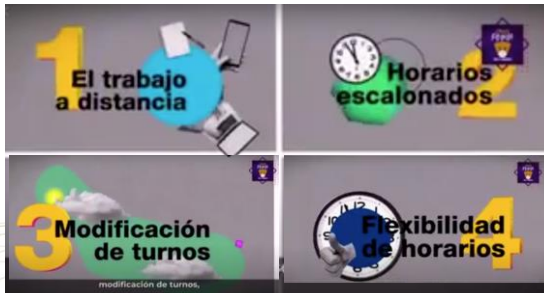 1
El trabajo
a distancia
2
Horarios
escalonados
3
Modificación
de turnos
modificación de turnos,
4
Flexibilidad
de horarios